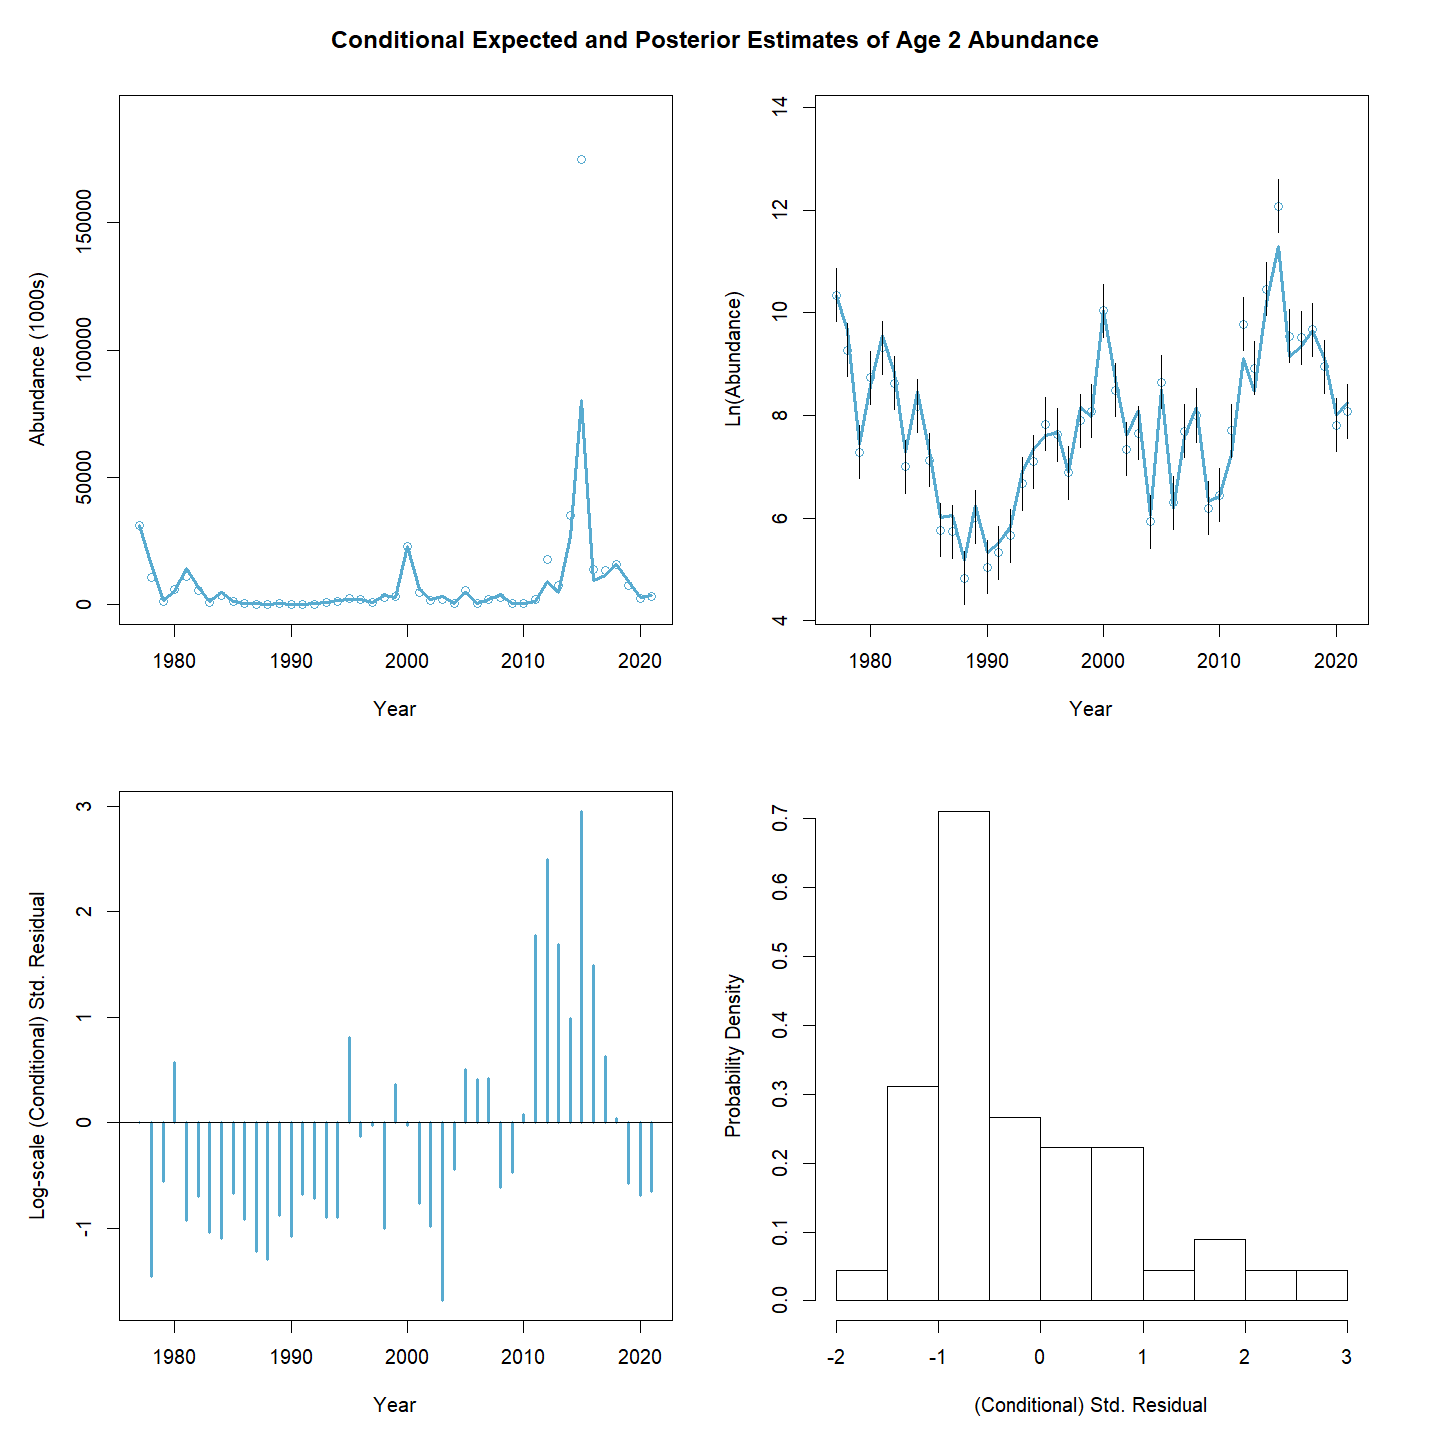 Conditional Expected and Posterior Estimates of Age 2 Abundance
Abundance (1000s)
150000
100000
50000
0
1980 1990 2000 2010 2020
Year
Ln(Abundance)
14
12
10
8
6
4
1980 1990 2000 2010 2020
Year
Log-scale (Conditional) Std. Residual
3
2
1
0
-1
1980 1990 2000 2010 2020
Year
Probability Density
0.7
0.6
0.5
0.4
0.3
0.2
0.1
0.0
-2 -1 0 1 2 3
(Conditional) Std. Residual